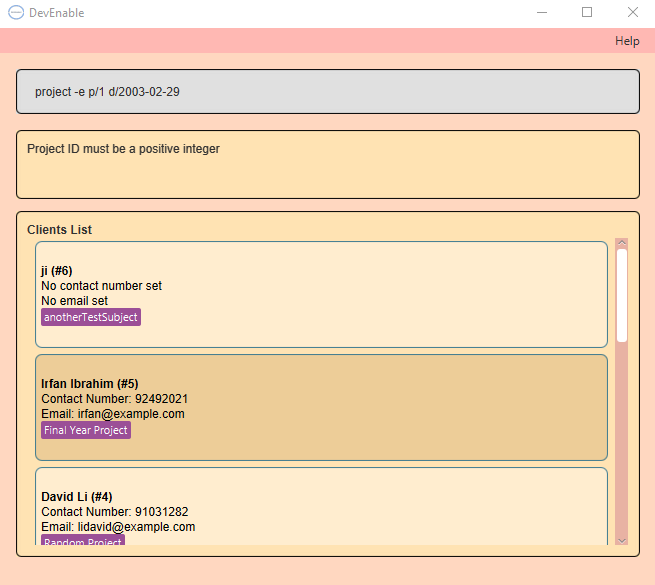 DevEnable
Help
project -e p/1 d/2003-02-29
Project ID must be a positive integer
Clients List
ji (#6)
No contact number set
No email set
anotherTestSubject
Irfan Ibrahim (#5)
Contact Number: 92492021
Email: irfan@example.com
Final Year Project
David Li (#4)
Contact Number: 91031282
Email: lidavid@example.com
Random Project